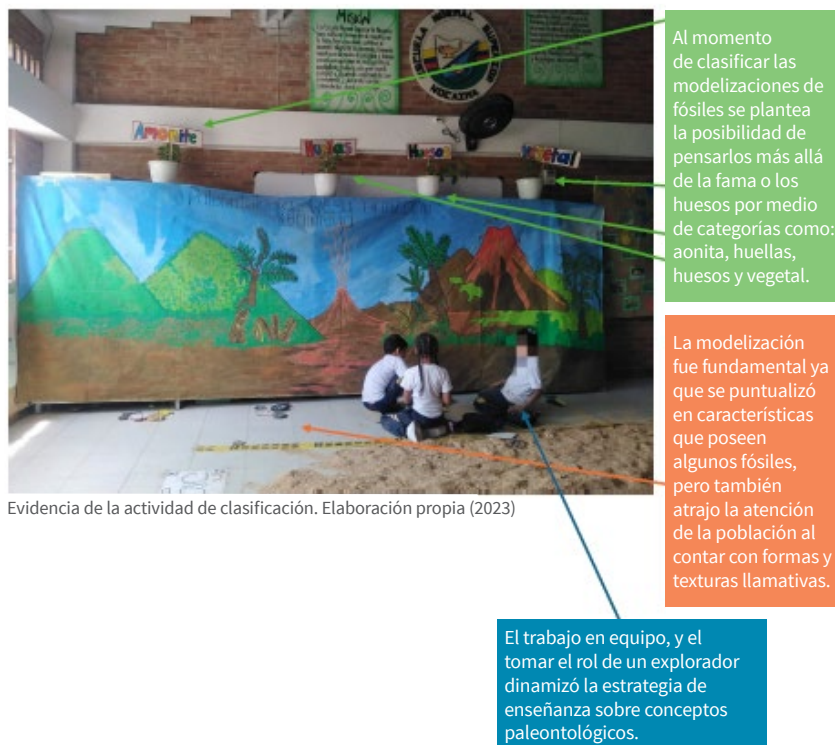 MISIÓN
ESCUELA NORMAL SUPERIOR
NOCAIMA
Amonite
Huellas
Huesos
Vegetal
Al momento
de clasificar las
modelizaciones de
fósiles se plantea
la posibilidad de
pensarlos más allá
de la fama o los
huesos por medio
de categorías como:
aonita, huellas,
huesos y vegetal.
La modelización
fue fundamental ya
que se puntualizó
en características
que poseen
algunos fósiles,
pero también
atrajo la atención
de la población al
contar con formas y
texturas llamativas.
Evidencia de la actividad de clasificación. Elaboración propia (2023)
El trabajo en equipo, y el
tomar el rol de un explorador
dinamizó la estrategia de
enseñanza sobre conceptos
paleontológicos.